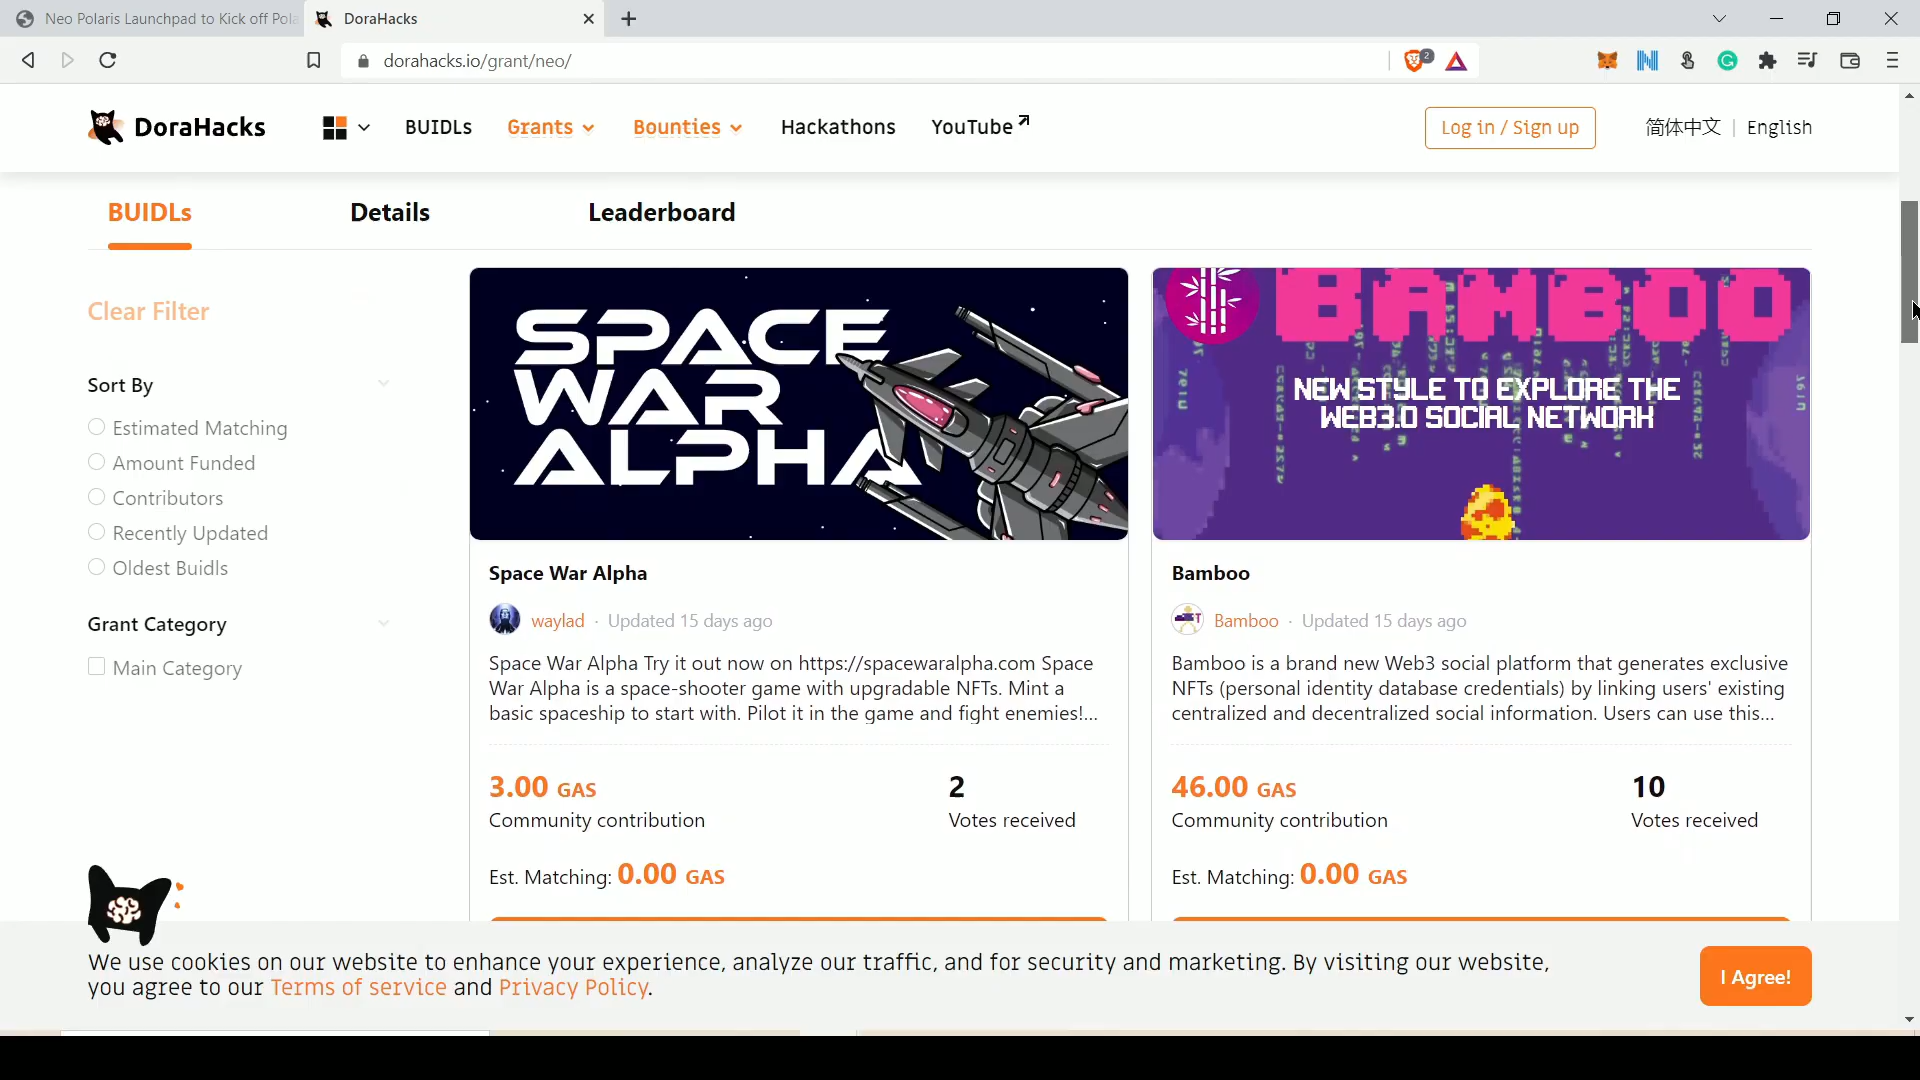 Neo Polaris Launchpad to Kick off Pola
DoraHacks
dorahacks.io/grant/neo/
2
DoraHacks
BUIDLs
Grants
Bounties
Hackathons
YouTube
Log in / Sign up
简体中文
English
BUIDLs
Details
Leaderboard
Clear Filter
Sort By
Estimated Matching
Amount Funded
Contributors
Recently Updated
Oldest Buidls
Grant Category
Main Category
SPACE
WAR
ALPHA
Space War Alpha
waylad · Updated 15 days ago
Space War Alpha Try it out now on https://spacewaralpha.com Space
War Alpha is a space-shooter game with upgradable NFTs. Mint a
basic spaceship to start with. Pilot it in the game and fight enemies!...
3.00 GAS
Community contribution
2
Votes received
Est. Matching: 0.00 GAS
BAMBOO
NEW STYLE TO EXPLORE THE
WEB3.0 SOCIAL NETWORK
Bamboo
Bamboo · Updated 15 days ago
Bamboo is a brand new Web3 social platform that generates exclusive
NFTs (personal identity database credentials) by linking users' existing
centralized and decentralized social information. Users can use this...
46.00 GAS
Community contribution
10
Votes received
Est. Matching: 0.00 GAS
We use cookies on our website to enhance your experience, analyze our traffic, and for security and marketing. By visiting our website,
you agree to our Terms of service and Privacy Policy.
I Agree!